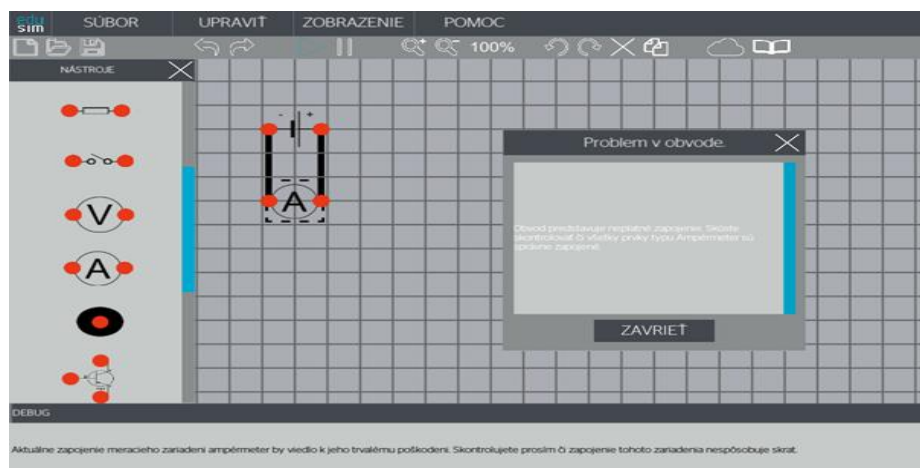 edu
sim
SÚBOR UPRAVIŤ ZOBRAZENIE POMOC
100%
NÁSTROJE
- +
A
V
A
Problem v obvode.
Obvod predstavuje neplatné zapojenie. Skúste
skontrolovať či všetky prvky typu Ampérmeter sú
správne zapojené.
ZAVRIEŤ
DEBUG
Aktuálne zapojenie meracieho zariadeni ampérmeter by viedlo k jeho trvalému poškodeni. Skontrolujete prosím či zapojenie tohoto zariadenia nespôsobuje skrat.